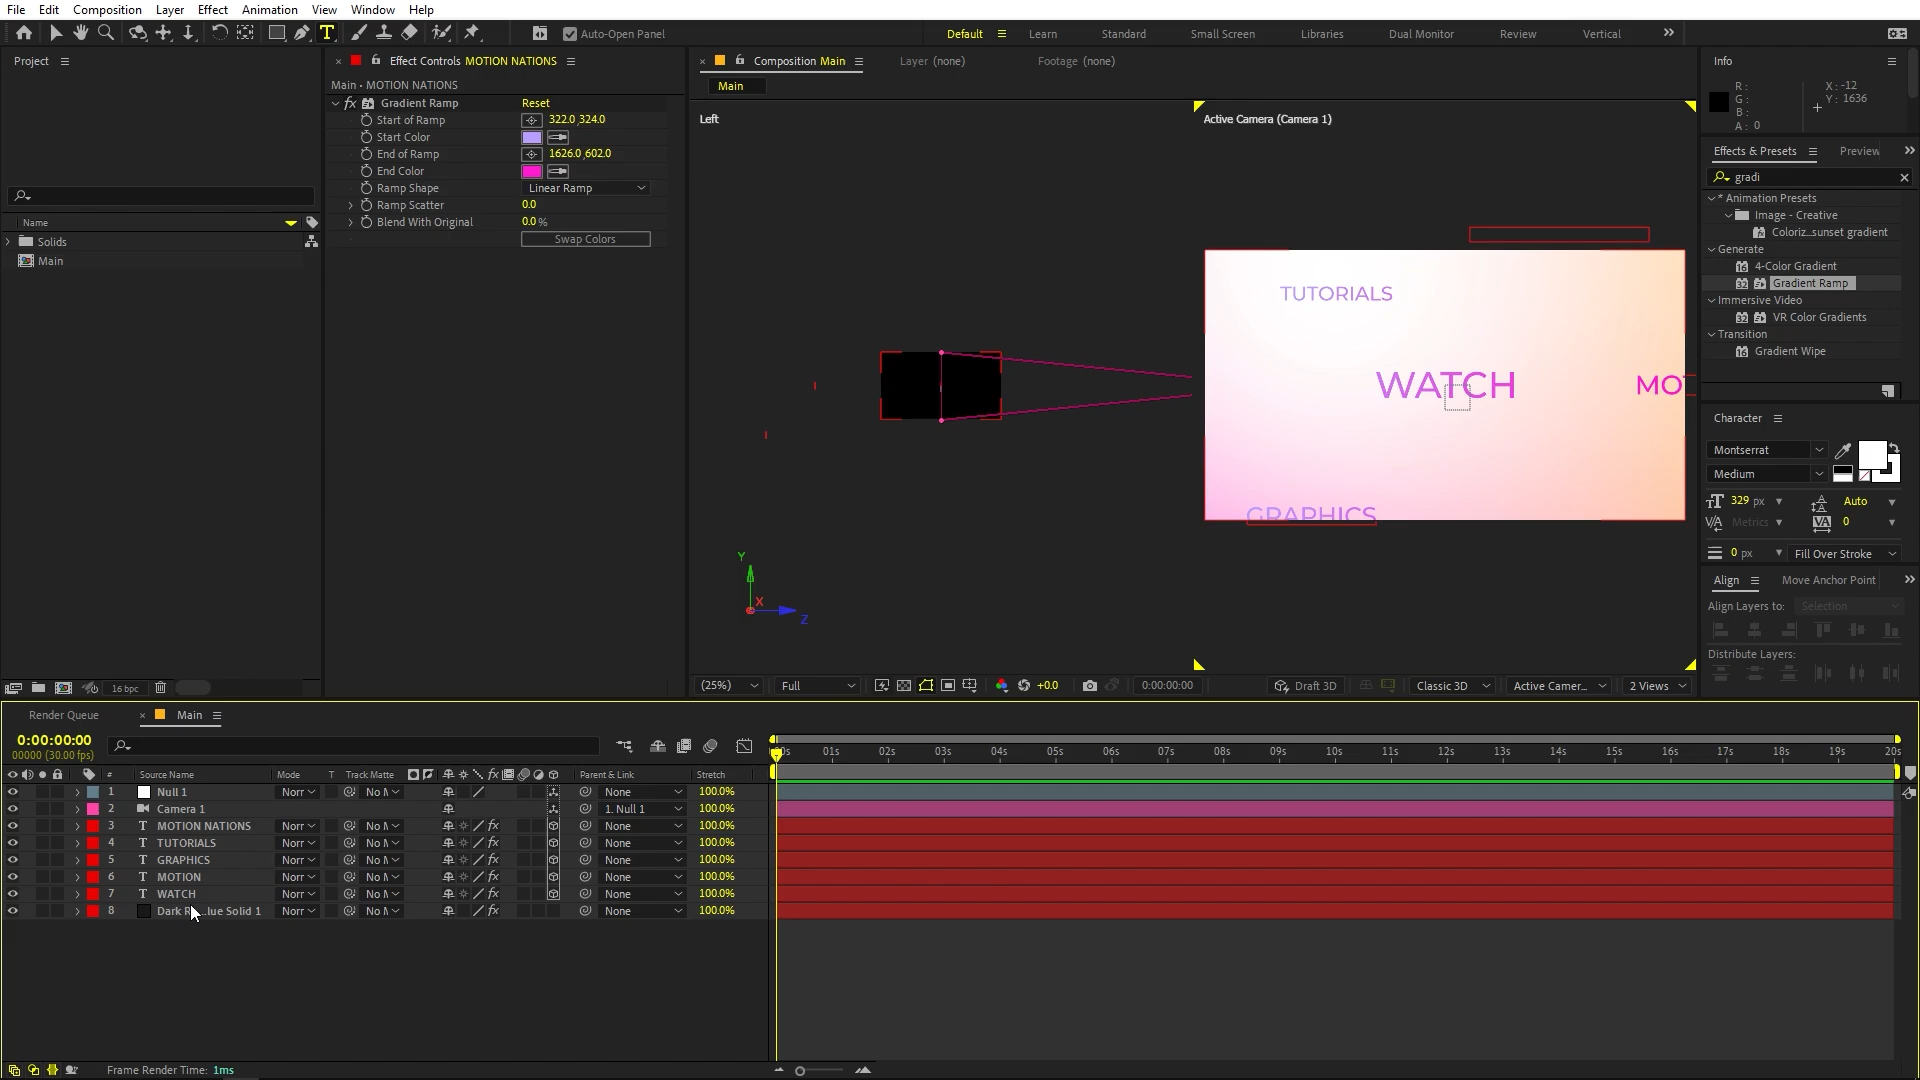 File Edit Composition Layer Effect Animation View Window Help
Auto-Open Panel
Default Learn Standard Small Screen Libraries Dual Monitor Review Vertical
Project
Name
Solids
Main
16 bpc
Effect Controls MOTION NATIONS
Main • MOTION NATIONS
fx Gradient Ramp Reset
Start of Ramp 322.0,324.0
Start Color
End of Ramp 1626.0,602.0
End Color
Ramp Shape Linear Ramp
Ramp Scatter 0.0
Blend With Original 0.0 %
Swap Colors
Composition Main Layer (none) Footage (none)
Main
Left
Active Camera (Camera 1)
TUTORIALS
WATCH
MO
GRAPHICS
Y
X
Z
(25%) Full +0.0 0:00:00:00 Draft 3D Classic 3D Active Camer... 2 Views
Info
R :
G :
B :
A : 0
X : -12
Y : 1636
Effects & Presets Preview
gradi
* Animation Presets
Image - Creative
Coloriz...sunset gradient
Generate
4-Color Gradient
Gradient Ramp
Immersive Video
VR Color Gradients
Transition
Gradient Wipe
Character
Montserrat
Medium
329 px Auto
Metrics 0
0 px Fill Over Stroke
Align Move Anchor Point
Align Layers to: Selection
Distribute Layers:
Render Queue Main
0:00:00:00
00000 (30.00 fps)
# Source Name Mode T Track Matte fx Parent & Link Stretch
1 Null 1 Norr No M None 100.0%
2 Camera 1 1. Null 1 100.0%
3 T MOTION NATIONS Norr No M fx None 100.0%
4 T TUTORIALS Norr No M fx None 100.0%
5 T GRAPHICS Norr No M fx None 100.0%
6 T MOTION Norr No M fx None 100.0%
7 T WATCH Norr No M fx None 100.0%
8 Dark R...lue Solid 1 Norr No M fx None 100.0%
00s 01s 02s 03s 04s 05s 06s 07s 08s 09s 10s 11s 12s 13s 14s 15s 16s 17s 18s 19s 20s
Frame Render Time: 1ms